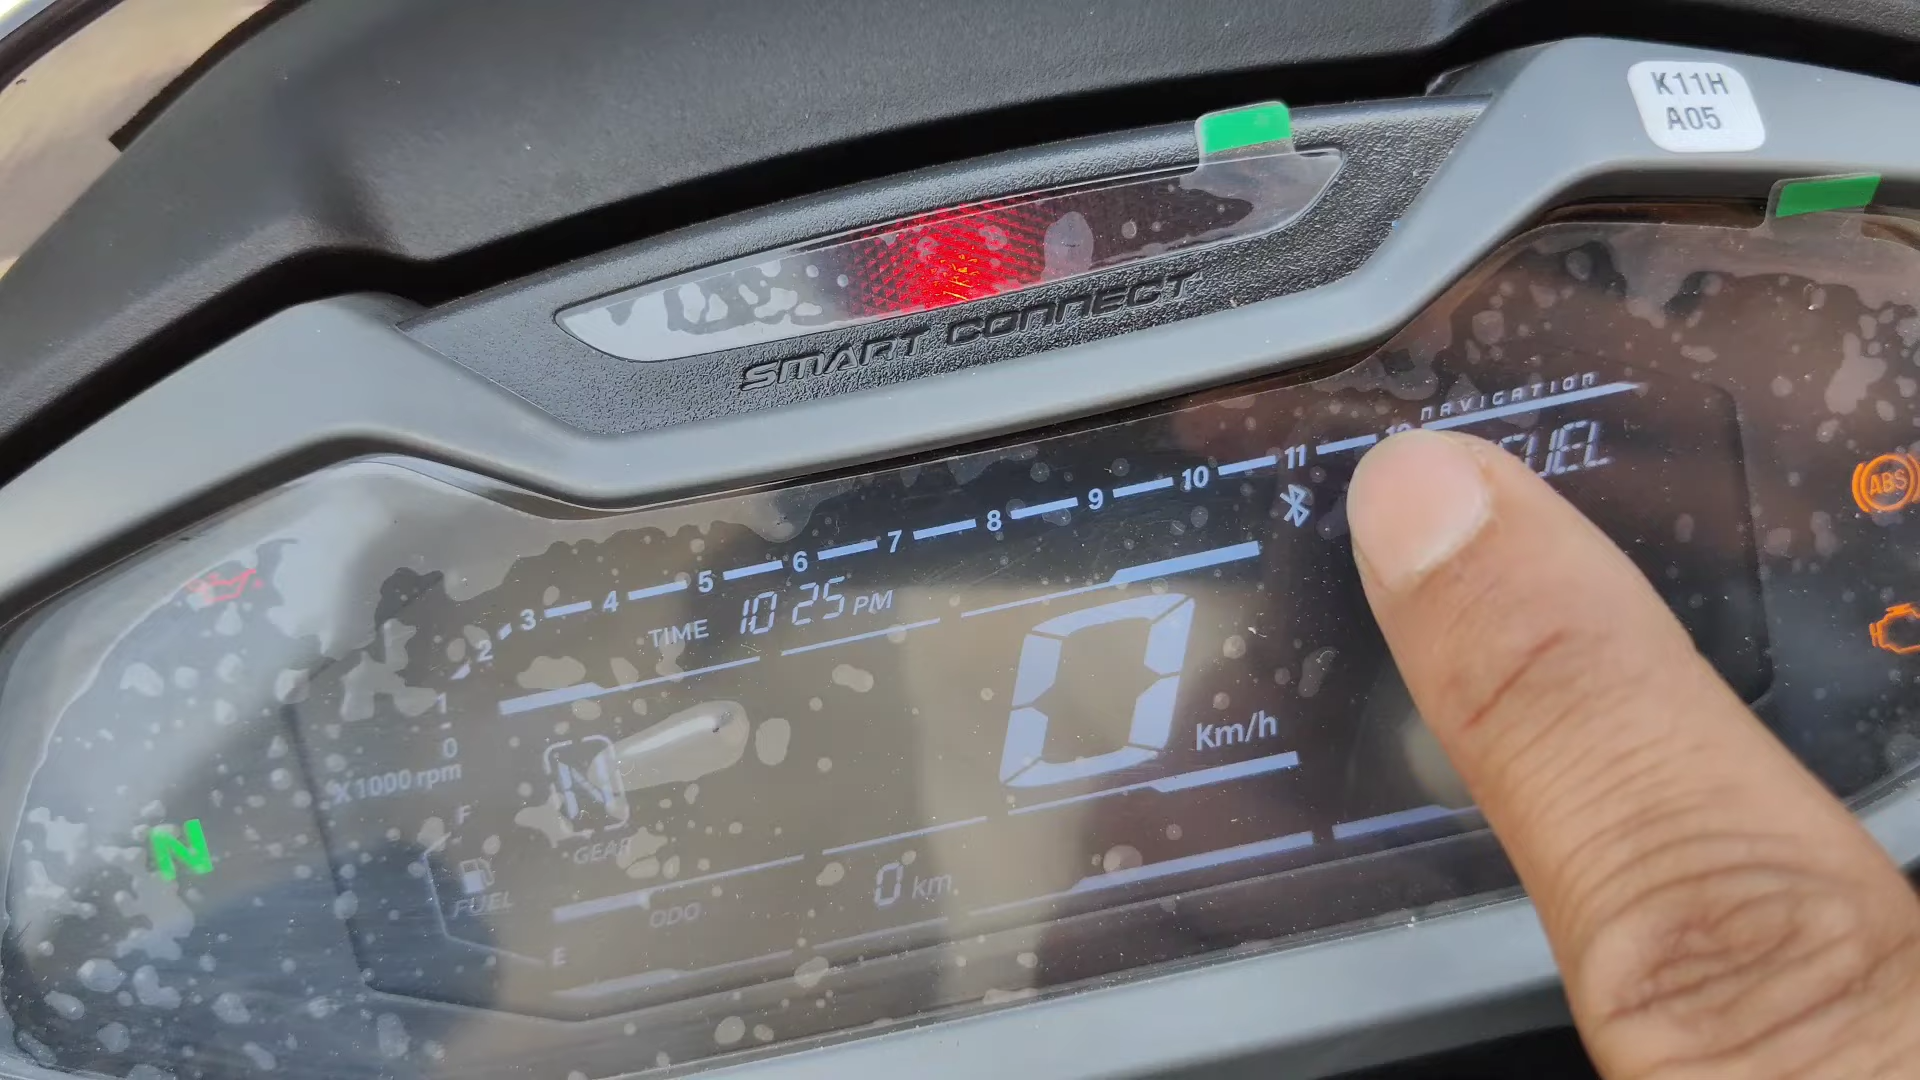 K11H
A05
SMART CONNECT
NAVIGATION
FUEL
0 1 2 3 4 5 6 7 8 9 10 11
X1000 rpm
TIME 10 25 PM
ABS
0 Km/h
N
N
GEAR
F
FUEL
E
ODO 0 km